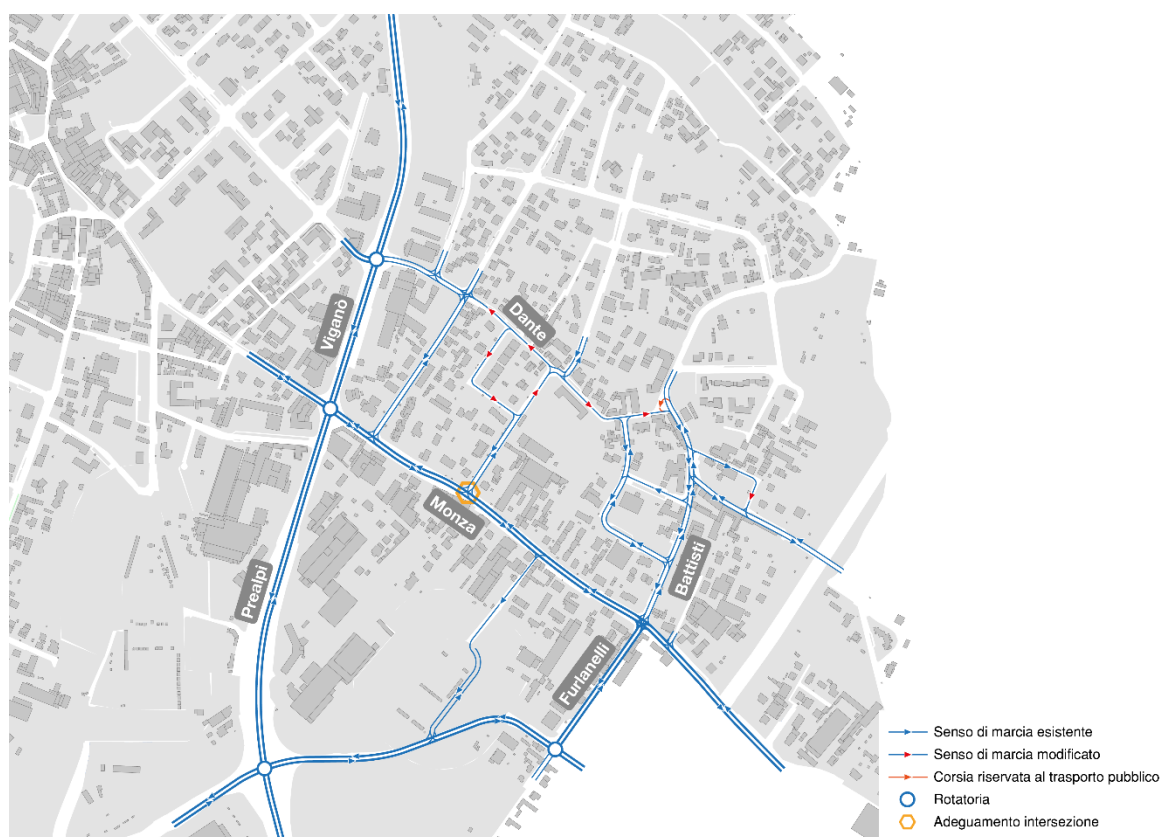 Dante
Viganò
Monza
Battisti
Prealpi
Furlanelli
Senso di marcia esistente
Senso di marcia modificato
Corsia riservata al trasporto pubblico
Rotatoria
Adeguamento intersezione